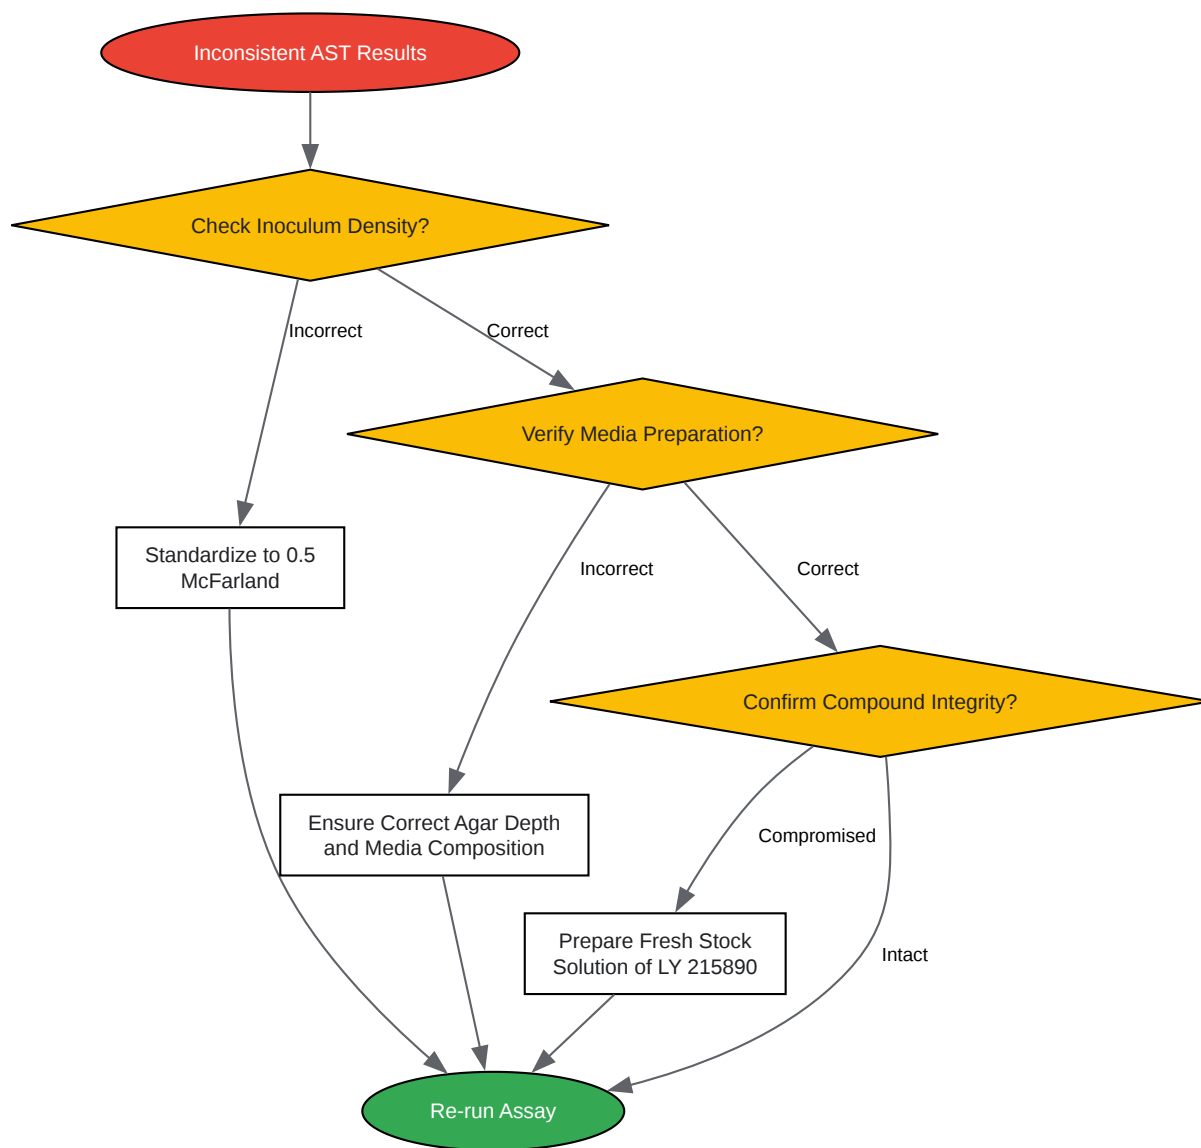 Inconsistent AST Results
Check Inoculum Density?
Incorrect
Correct
Verify Media Preparation?
Standardize to 0.5
McFarland
Incorrect
Correct
Confirm Compound Integrity?
Ensure Correct Agar Depth
and Media Composition
Compromised
Prepare Fresh Stock
Solution of LY 215890
Intact
Re-run Assay